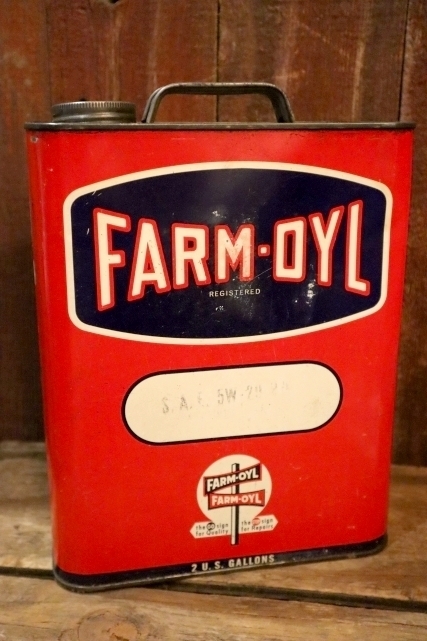 FARM-OYL
REGISTERED
S.A.E. 5W-20
FARM-OYL
FARM-OYL
the go sign the sign
for Quality for Repairs
2 U.S. GALLONS